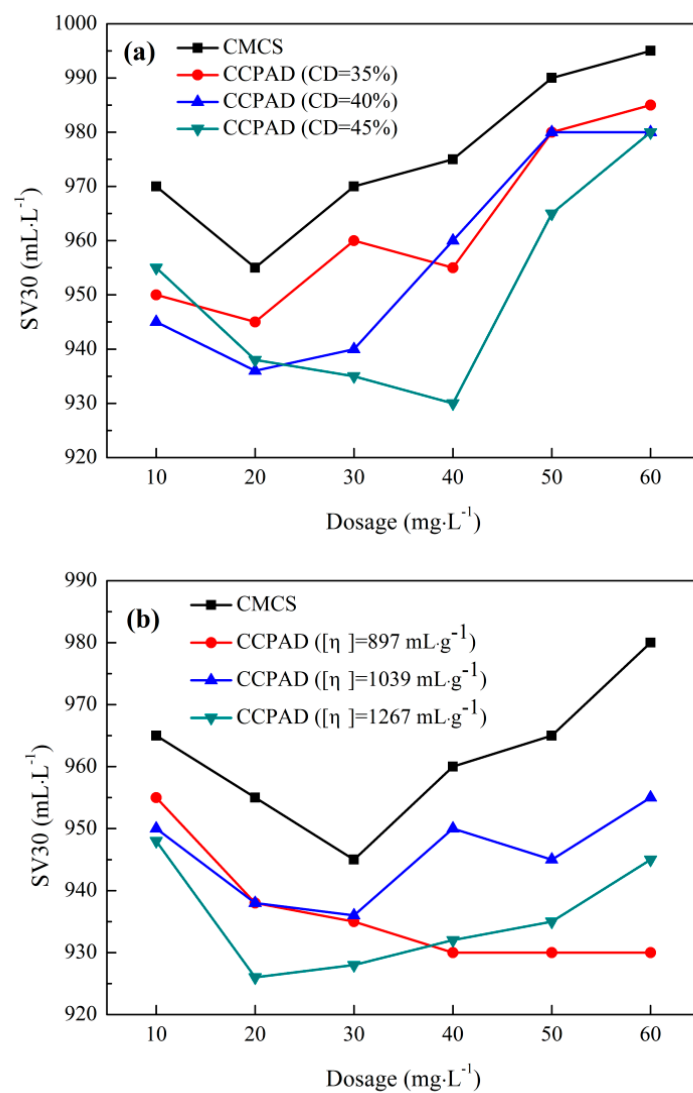 1000
(a)
CMCS
990
CCPAD (CD=35%)
CCPAD (CD=40%)
980
CCPAD (CD=45%)
970
960
950
940
930
920
SV30 (mL·L⁻¹)
10 20 30 40 50 60
Dosage (mg·L⁻¹)
990
(b)
CMCS
980
CCPAD ([η ]=897 mL·g⁻¹)
CCPAD ([η ]=1039 mL·g⁻¹)
970
CCPAD ([η ]=1267 mL·g⁻¹)
960
950
940
930
920
SV30 (mL·L⁻¹)
10 20 30 40 50 60
Dosage (mg·L⁻¹)